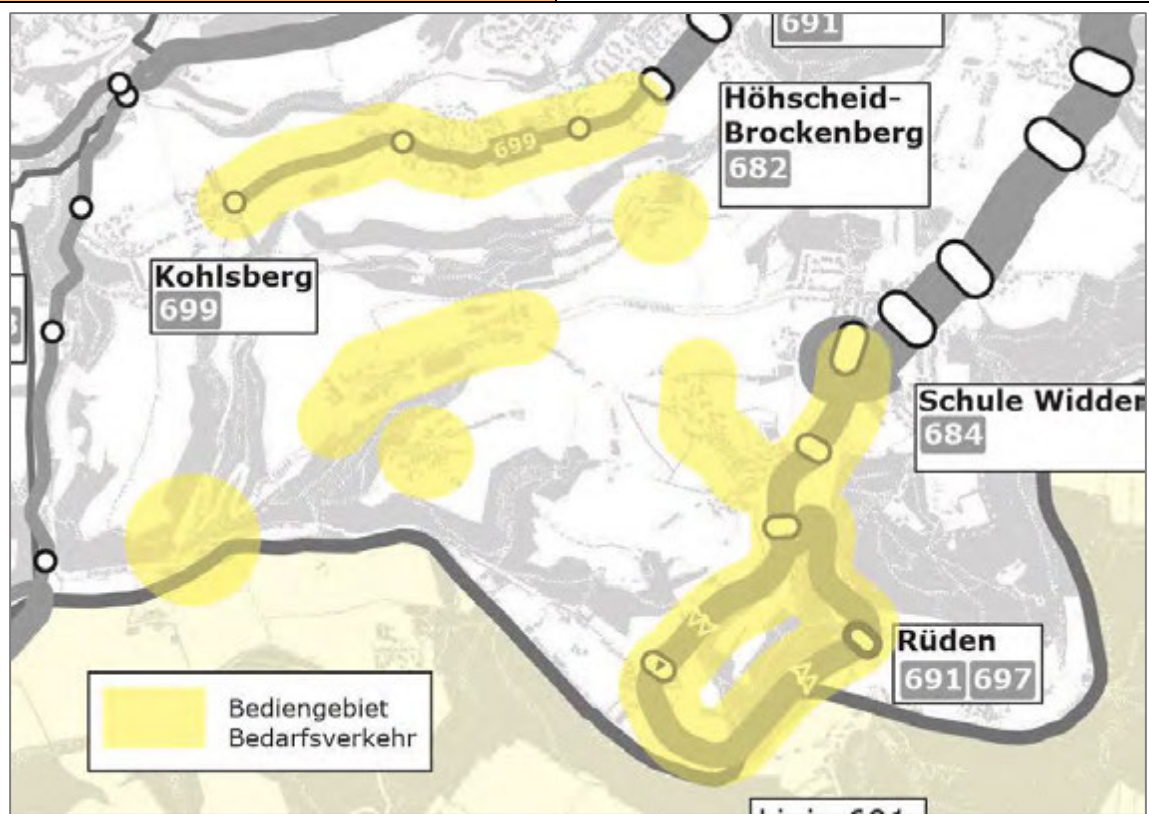 691
Höhscheid-
Brockenberg
682
699
Kohlsberg
699
Schule Widder
684
Rüden
691 697
Bediengebiet
Bedarfsverkehr